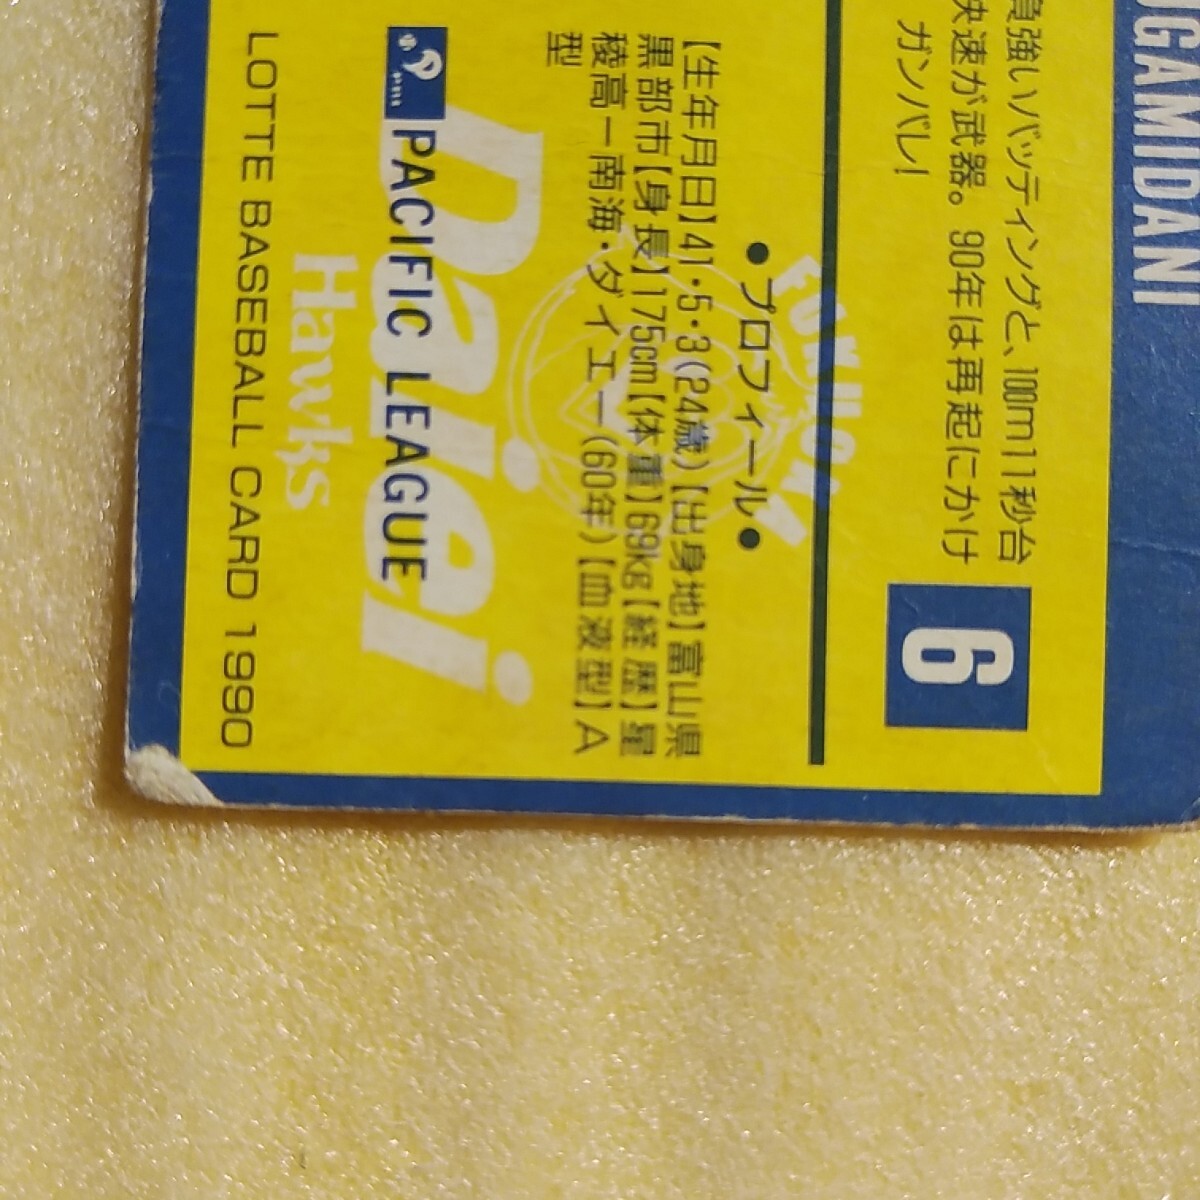 UGAMIDANI
負強いバッティングと、100m11秒台
快速が武器。90年は再起にかけ
ガンバレ!
6
●プロフィール●
【生年月日】41・5・3(24歳)【出身地】富山県
黒部市【身長】175cm【体重】69kg【経歴】星
稜高ー南海・ダイエー(60年)【血液型】A
型
FUKUOKA
Daiei
Hawks
PACIFIC LEAGUE
LOTTE BASEBALL CARD 1990